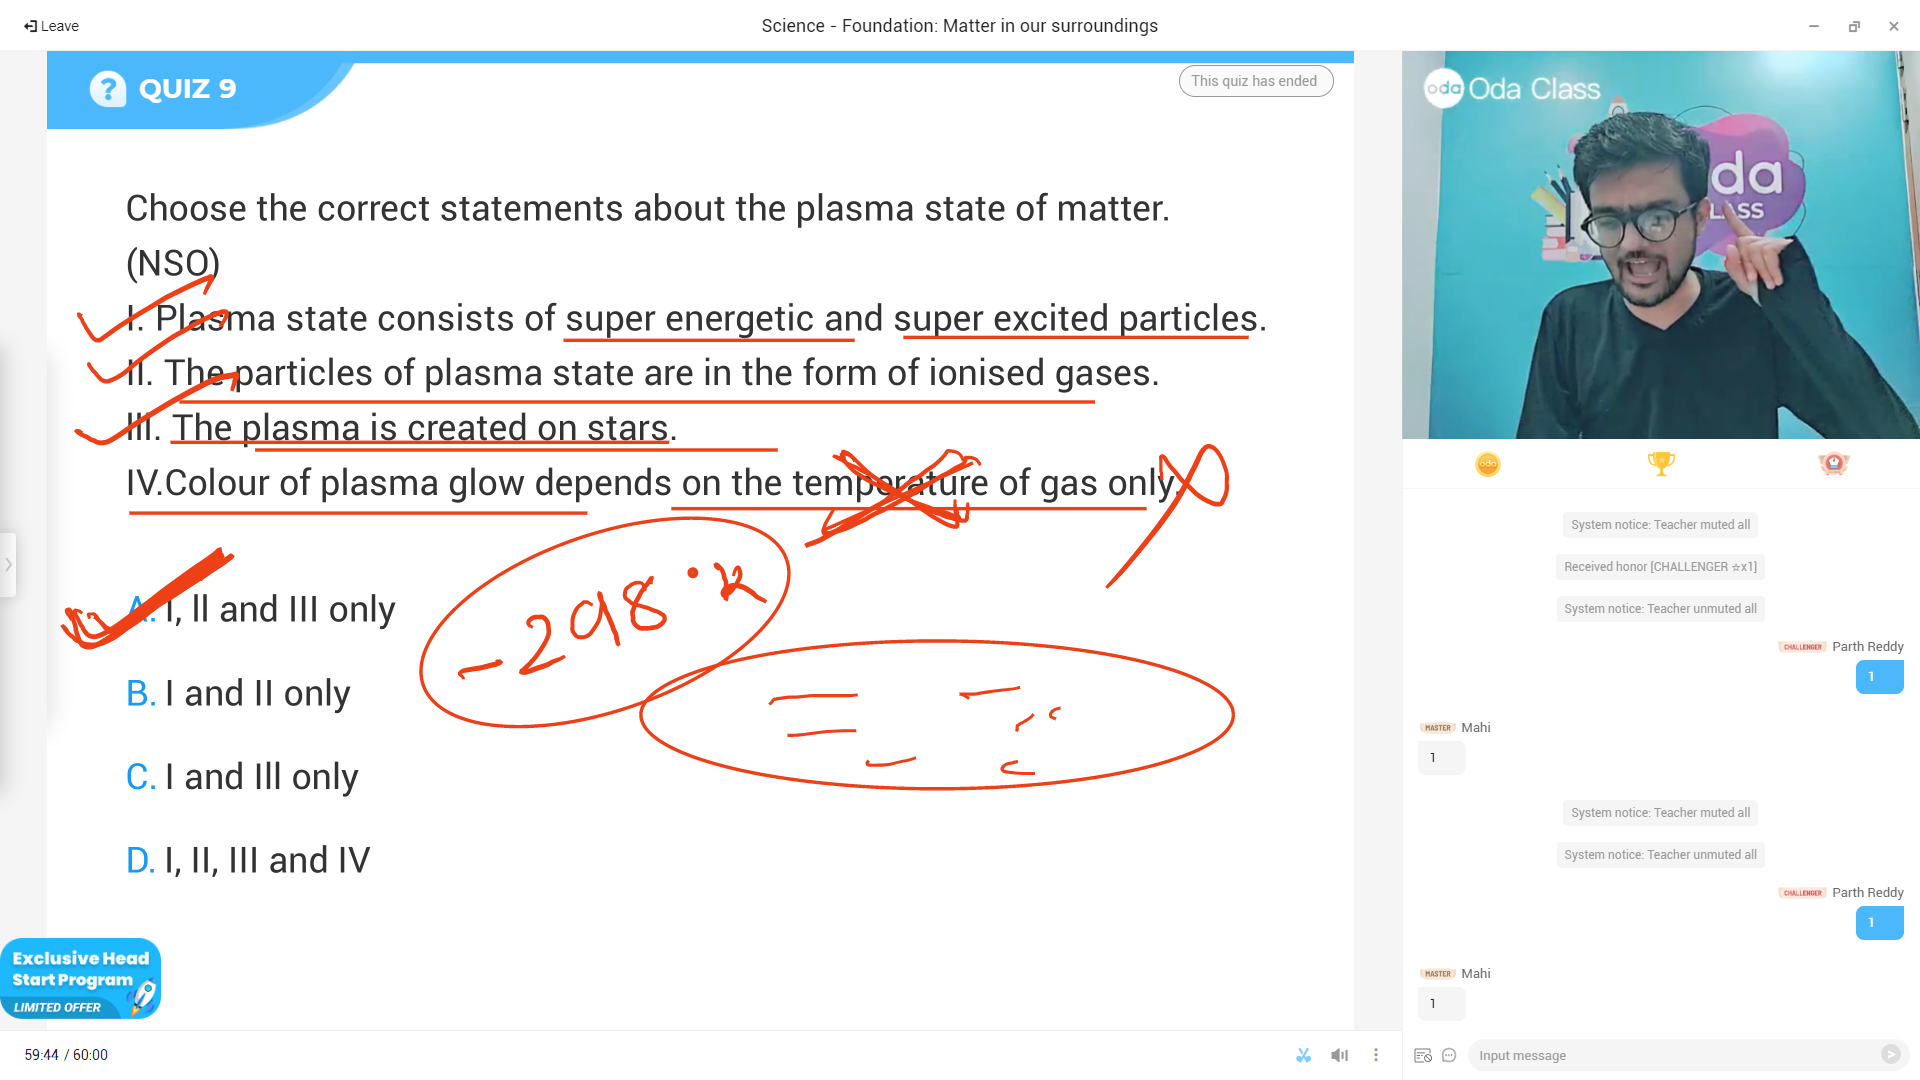 Leave
Science - Foundation: Matter in our surroundings
QUIZ 9
This quiz has ended
Choose the correct statements about the plasma state of matter.
(NSO)
I. Plasma state consists of super energetic and super excited particles.
II. The particles of plasma state are in the form of ionised gases.
III. The plasma is created on stars.
IV.Colour of plasma glow depends on the temperature of gas only.
A. I, II and III only
B. I and II only
C. I and III only
D. I, II, III and IV
-298 • K
Exclusive Head
Start Program
LIMITED OFFER
59:44 / 60:00
oda Oda Class
oda
CLASS
oda
System notice: Teacher muted all
Received honor [CHALLENGER ☆x1]
System notice: Teacher unmuted all
CHALLENGER Parth Reddy
1
MASTER Mahi
1
System notice: Teacher muted all
System notice: Teacher unmuted all
CHALLENGER Parth Reddy
1
MASTER Mahi
1
Input message